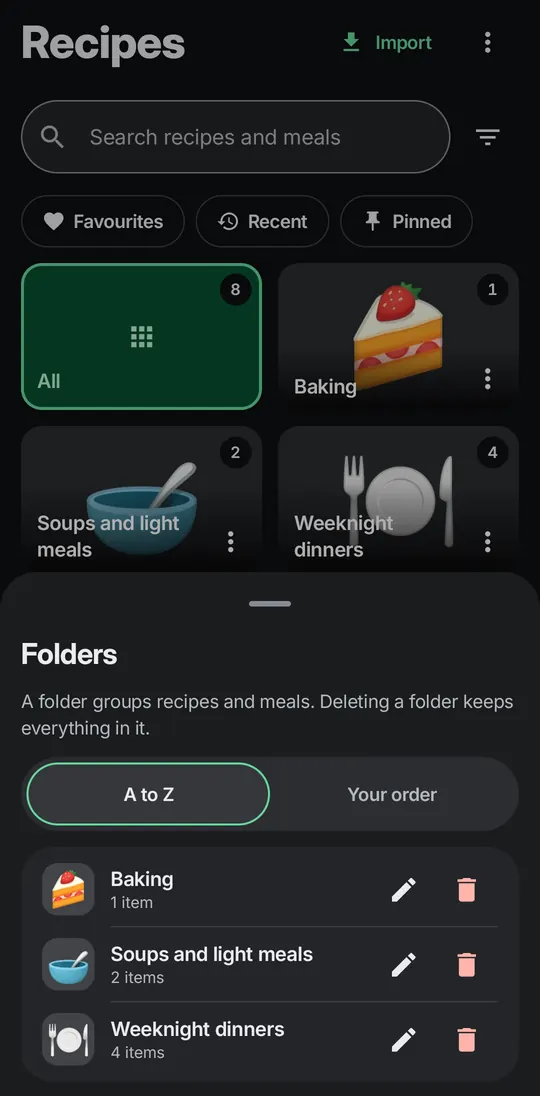 Recipes
Import
Search recipes and meals
Favourites
Recent
Pinned
8
All
1
Baking
2
Soups and light
meals
4
Weeknight
dinners
Folders
A folder groups recipes and meals. Deleting a folder keeps
everything in it.
A to Z
Your order
Baking
1 item
Soups and light meals
2 items
Weeknight dinners
4 items